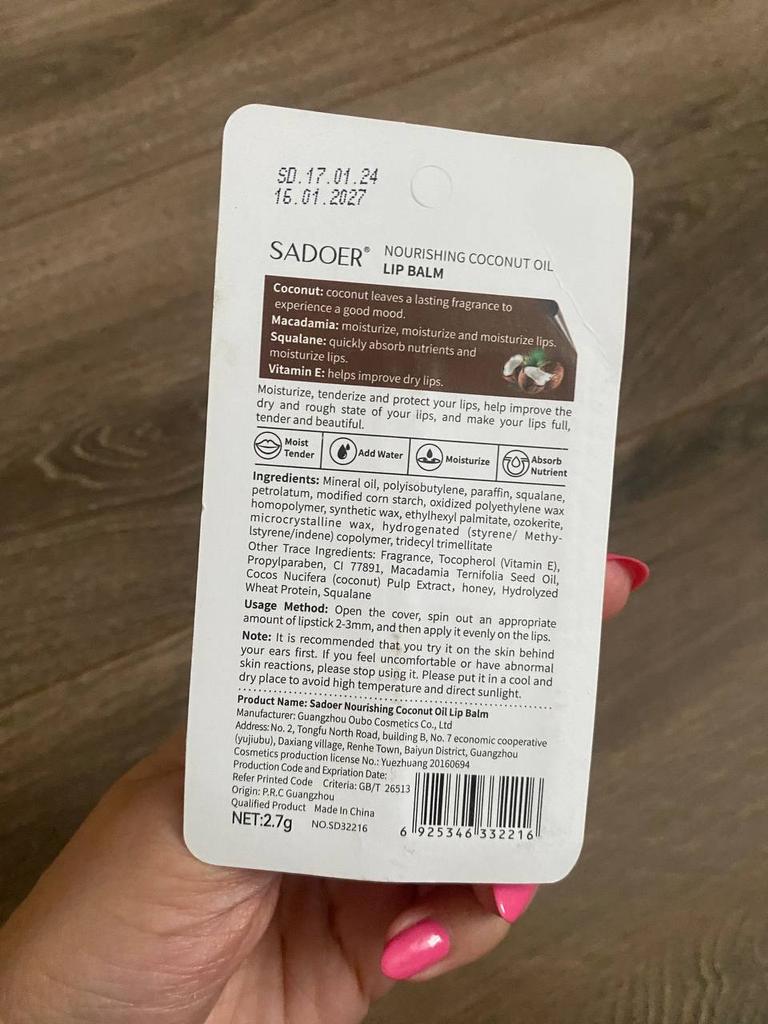 SD.17.01.24
16.01.2027
SADOER® NOURISHING COCONUT OIL
LIP BALM
Coconut: coconut leaves a lasting fragrance to
experience a good mood.
Macadamia: moisturize, moisturize and moisturize lips.
Squalane: quickly absorb nutrients and
moisturize lips.
Vitamin E: helps improve dry lips.
Moisturize, tenderize and protect your lips, help improve the
dry and rough state of your lips, and make your lips full,
tender and beautiful.
Moist
Tender
Add Water
Moisturize
Absorb
Nutrient
Ingredients: Mineral oil, polyisobutylene, paraffin, squalane,
petrolatum, modified corn starch, oxidized polyethylene wax
homopolymer, synthetic wax, ethylhexyl palmitate, ozokerite,
microcrystalline wax, hydrogenated (styrene/ Methy-
lstyrene/indene) copolymer, tridecyl trimellitate
Other Trace Ingredients: Fragrance, Tocopherol (Vitamin E),
Propylparaben, CI 77891, Macadamia Ternifolia Seed Oil,
Cocos Nucifera (coconut) Pulp Extract, honey, Hydrolyzed
Wheat Protein, Squalane
Usage Method: Open the cover, spin out an appropriate
amount of lipstick 2-3mm, and then apply it evenly on the lips.
Note: It is recommended that you try it on the skin behind
your ears first. If you feel uncomfortable or have abnormal
skin reactions, please stop using it. Please put it in a cool and
dry place to avoid high temperature and direct sunlight.
Product Name: Sadoer Nourishing Coconut Oil Lip Balm
Manufacturer: Guangzhou Oubo Cosmetics Co., Ltd
Address: No. 2, Tongfu North Road, building B, No. 7 economic cooperative
(yujiubu), Daxiang village, Renhe Town, Baiyun District, Guangzhou
Cosmetics production license No.: Yuezhuang 20160694
Production Code and Expriation Date:
Refer Printed Code Criteria: GB/T 26513
Origin: P.R.C Guangzhou
Qualified Product Made In China
NET:2.7g NO.SD32216
6 925346 332216